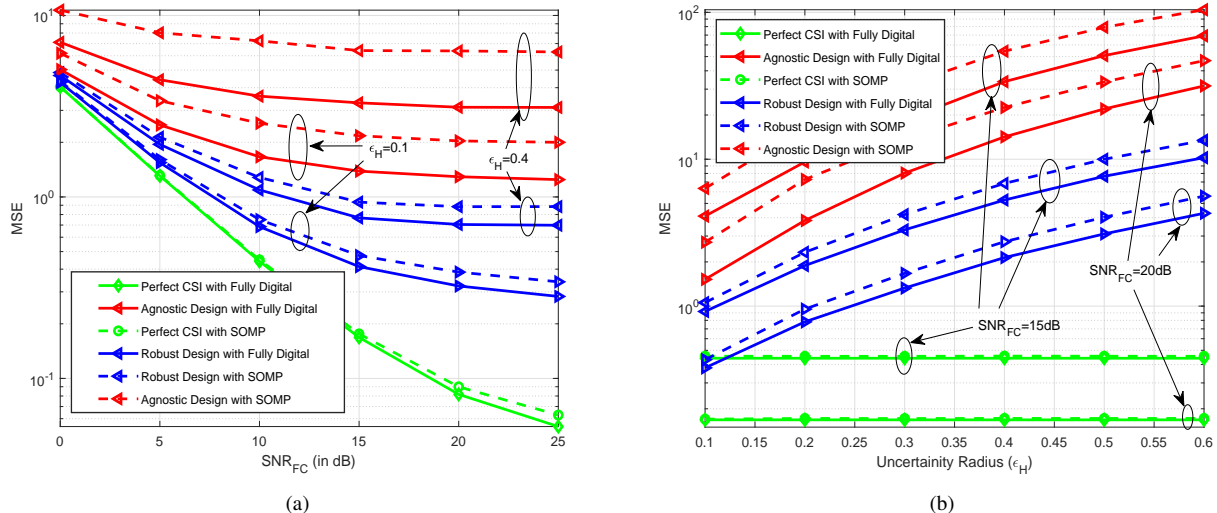 10^1
10^0
10^-1
MSE
ε_H=0.1
ε_H=0.4
Perfect CSI with Fully Digital
Agnostic Design with Fully Digital
Perfect CSI with SOMP
Robust Design with Fully Digital
Robust Design with SOMP
Agnostic Design with SOMP
0 5 10 15 20 25
SNR_FC (in dB)
(a)
10^2
10^1
10^0
MSE
Perfect CSI with Fully Digital
Agnostic Design with Fully Digital
Perfect CSI with SOMP
Robust Design with Fully Digital
Robust Design with SOMP
Agnostic Design with SOMP
SNR_FC=20dB
SNR_FC=15dB
0.1 0.15 0.2 0.25 0.3 0.35 0.4 0.45 0.5 0.55 0.6
Uncertainity Radius (ε_H)
(b)